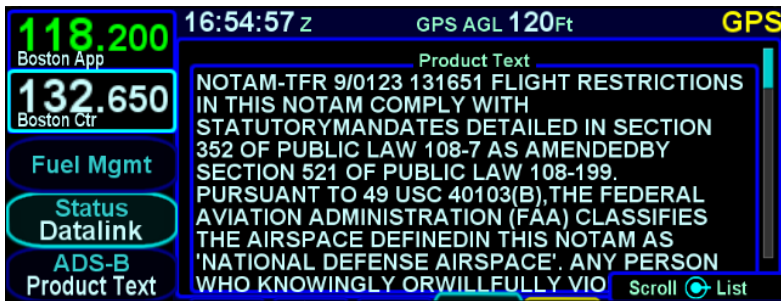 118.200
Boston App
132.650
Boston Ctr
Fuel Mgmt
Status
Datalink
ADS-B
Product Text
16:54:57 Z
GPS AGL 120Ft
GPS
Product Text
NOTAM-TFR 9/0123 131651 FLIGHT RESTRICTIONS
IN THIS NOTAM COMPLY WITH
STATUTORYMANDATES DETAILED IN SECTION
352 OF PUBLIC LAW 108-7 AS AMENDEDBY
SECTION 521 OF PUBLIC LAW 108-199.
PURSUANT TO 49 USC 40103(B),THE FEDERAL
AVIATION ADMINISTRATION (FAA) CLASSIFIES
THE AIRSPACE DEFINEDIN THIS NOTAM AS
'NATIONAL DEFENSE AIRSPACE'. ANY PERSON
WHO KNOWINGLY ORWILLFULLY VIO
Scroll List